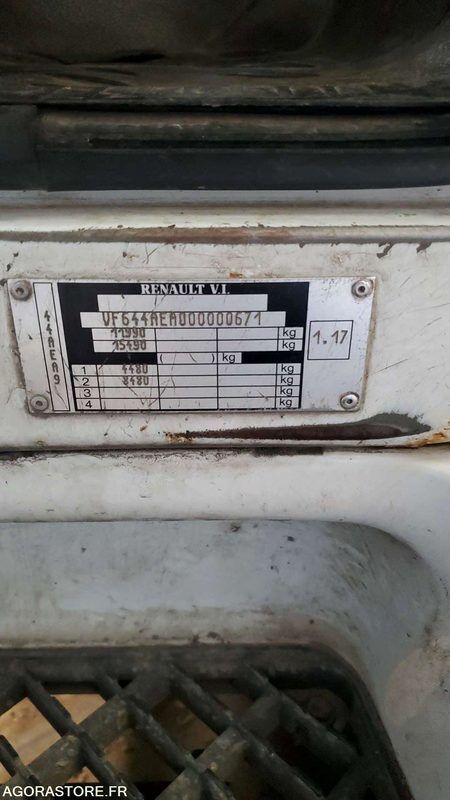 RENAULT V.I.
VF644AEA000000671
11990 kg
15490 kg
( ) kg
1 4480 kg
2 8480 kg
3 kg
4 kg
1.17
44AEA9
AGORASTORE.FR